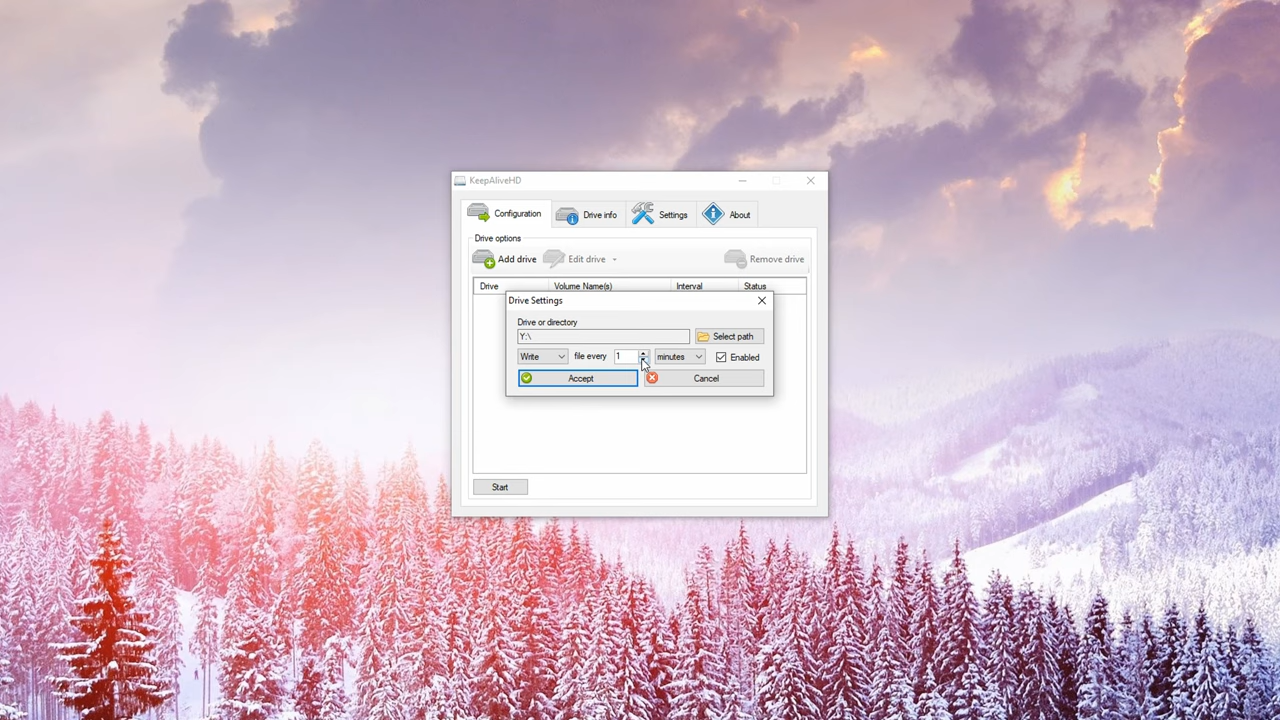 KeepAliveHD
Configuration Drive info Settings About
Drive options
Add drive Edit drive Remove drive
Drive Volume Name(s) Interval Status
Drive Settings
Drive or directory
Y:\ Select path
Write file every 1 minutes Enabled
Accept Cancel
Start